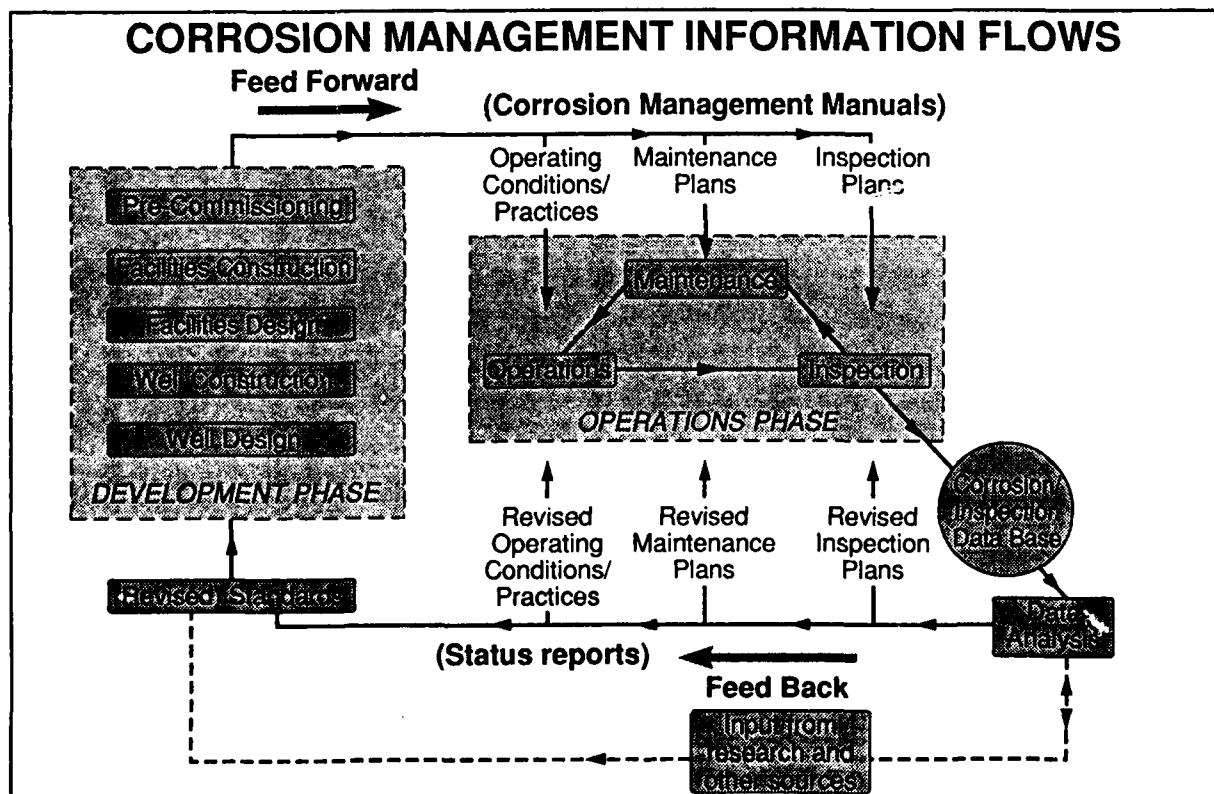 CORROSION MANAGEMENT INFORMATION FLOWS
Feed Forward
(Corrosion Management Manuals)
Operating
Conditions/
Practices
Maintenance
Plans
Inspection
Plans
Pre-Commissioning
Facilities Construction
Facilities Design
Well Construction
Well Design
DEVELOPMENT PHASE
Maintenance
Operations
Inspection
OPERATIONS PHASE
Corrosion/
Inspection
Data Base
Revised
Operating
Conditions/
Practices
Revised
Maintenance
Plans
Revised
Inspection
Plans
(Revised) Standards
Data
Analysis
(Status reports)
Feed Back
(Input from
research and
other sources)